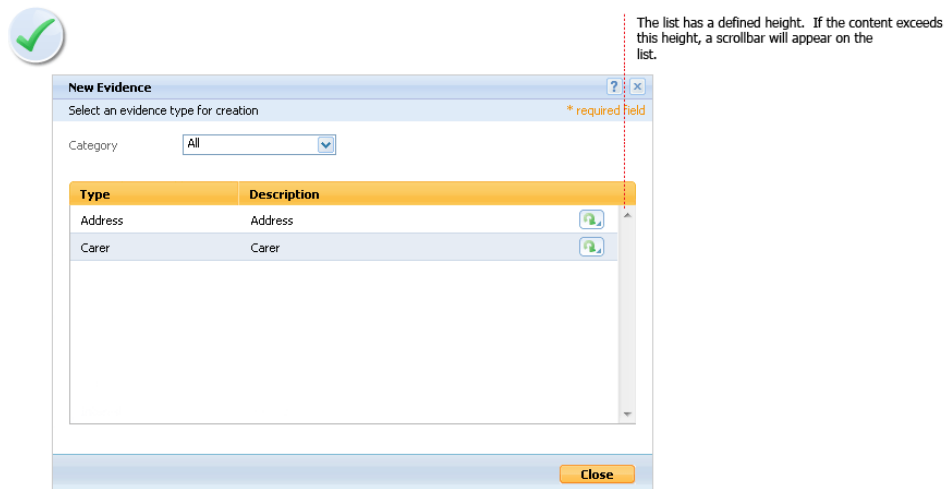 The list has a defined height. If the content exceeds
this height, a scrollbar will appear on the
list.
New Evidence ? x
Select an evidence type for creation * required field
Category All
Type Description
Address Address
Carer Carer
Close